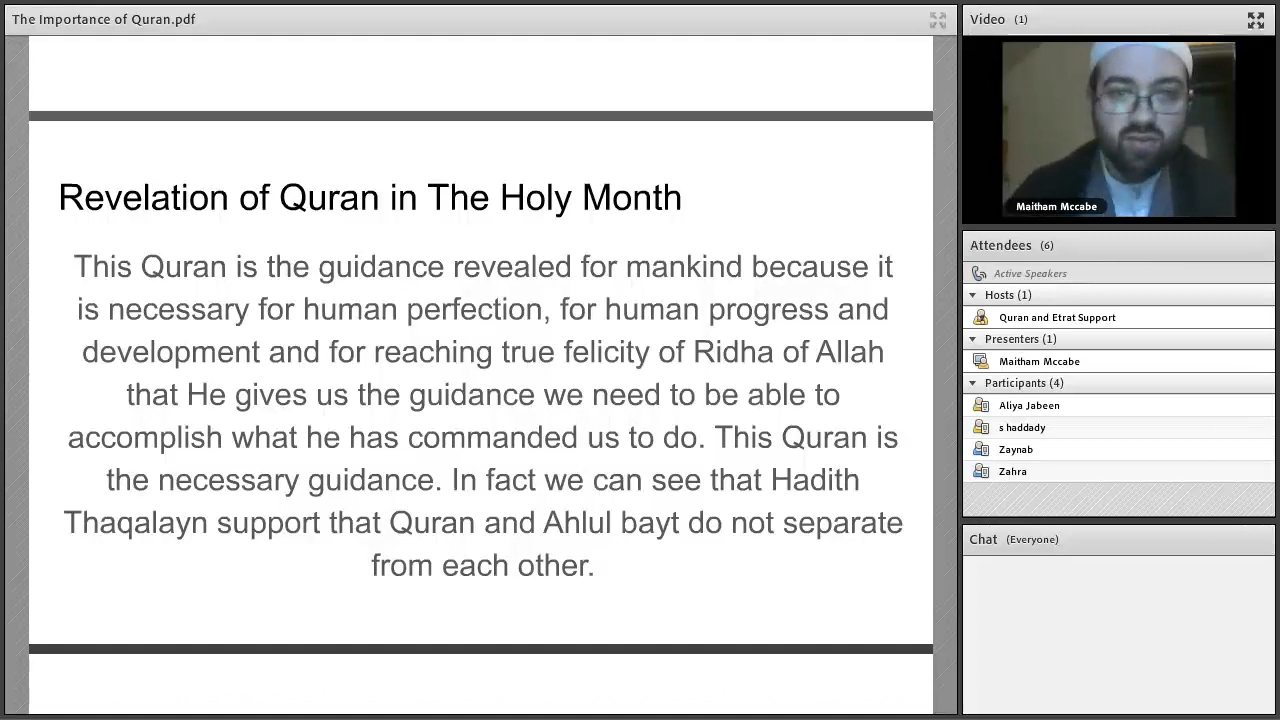 The Importance of Quran.pdf
Revelation of Quran in The Holy Month
This Quran is the guidance revealed for mankind because it
is necessary for human perfection, for human progress and
development and for reaching true felicity of Ridha of Allah
that He gives us the guidance we need to be able to
accomplish what he has commanded us to do. This Quran is
the necessary guidance. In fact we can see that Hadith
Thaqalayn support that Quran and Ahlul bayt do not separate
from each other.
Video (1)
Maitham Mccabe
Attendees (6)
Active Speakers
Hosts (1)
Quran and Etrat Support
Presenters (1)
Maitham Mccabe
Participants (4)
Aliya Jabeen
s haddady
Zaynab
Zahra
Chat (Everyone)